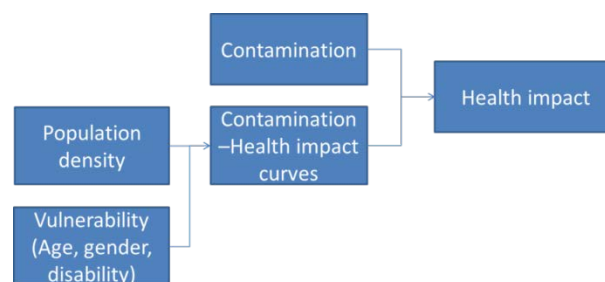 Contamination
Health impact
Contamination
–Health impact
curves
Population
density
Vulnerability
(Age, gender,
disability)